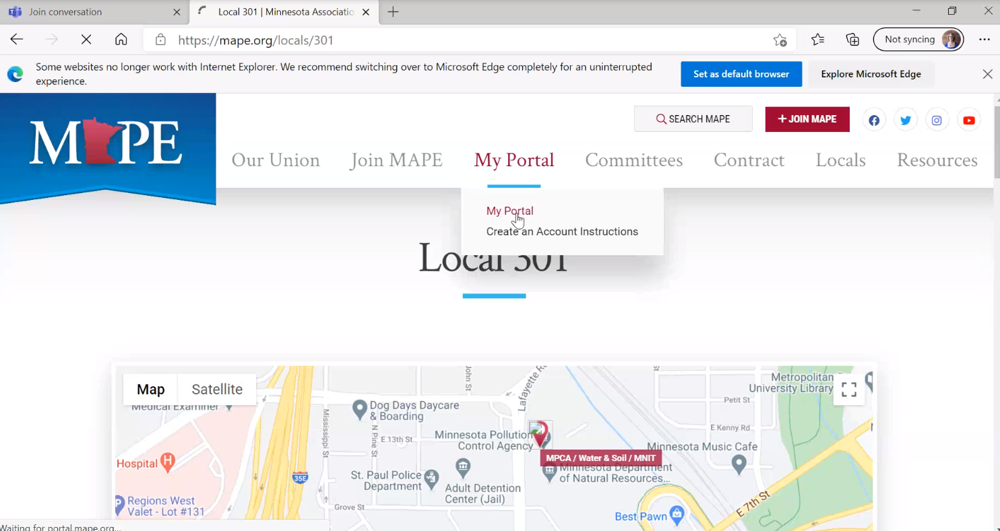 Join conversation
Local 301 | Minnesota Associatio
https://mape.org/locals/301
Not syncing
Some websites no longer work with Internet Explorer. We recommend switching over to Microsoft Edge completely for an uninterrupted
experience.
Set as default browser
Explore Microsoft Edge
MAPE
SEARCH MAPE
+ JOIN MAPE
Our Union
Join MAPE
My Portal
Committees
Contract
Locals
Resources
My Portal
Create an Account Instructions
Local 301
Map
Satellite
Medical Examiner
John St
Lafayette R
Metropolitan
University Library
Petit St
Dog Days Daycare
& Boarding
Mississippi St
N Pine St
E 13th St
Minnesota Pollution
Control Agency
E Kenny Rd
Minnesota Music Cafe
MPCA / Water & Soil / MNIT
Minnesota Department
of Natural Resources...
Hospital
H
35E
St. Paul Police
Department
Adult Detention
Center (Jail)
Grove St
E 7th St
Regions West
Valet - Lot #131
P
Best Pawn
Waiting for portal.mape.org...